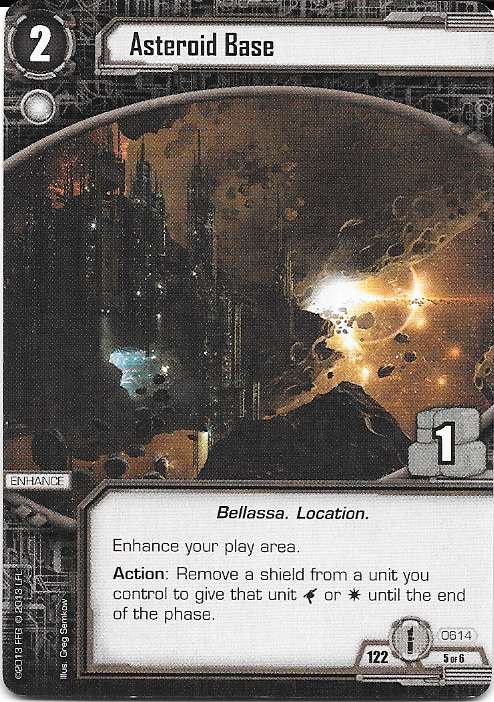 2
Asteroid Base
1
ENHANCE
Bellassa. Location.
Enhance your play area.
Action: Remove a shield from a unit you
control to give that unit or until the end
of the phase.
©2013 FFG ©2013 LFL
Illus. Greg Semkow
122
0614
5 OF 6